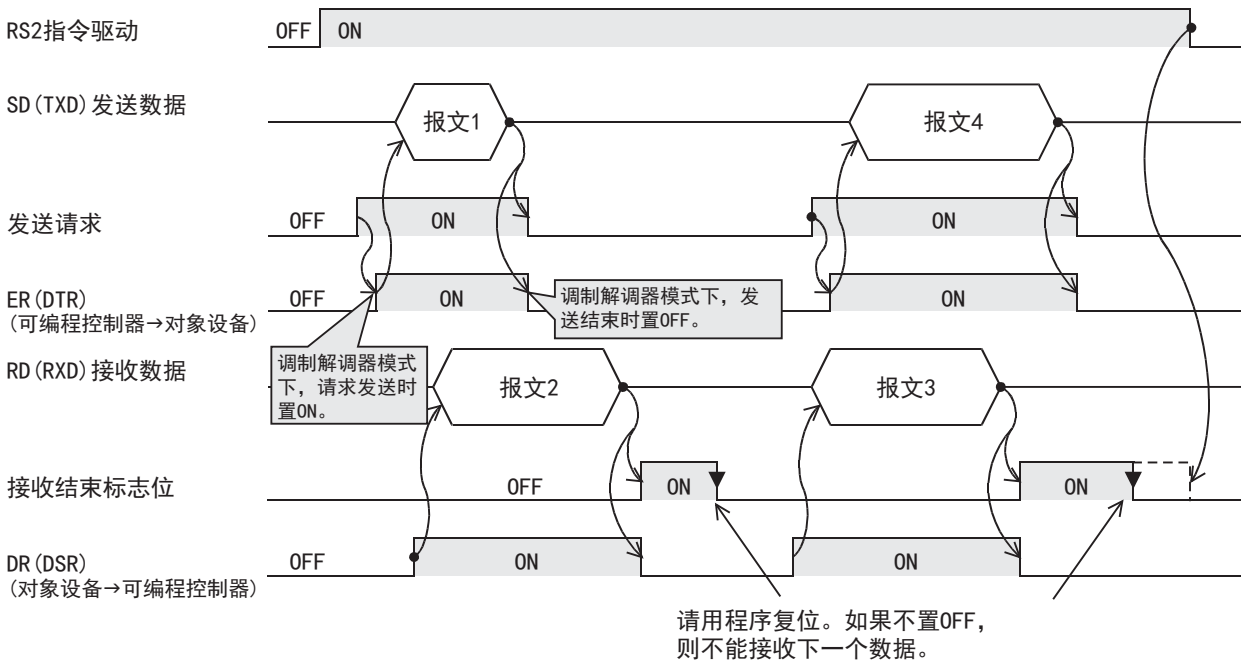 RS2指令驱动
OFF
ON
SD(TXD)发送数据
报文1
报文4
发送请求
OFF
ON
ON
ER(DTR)
(可编程控制器→对象设备)
OFF
ON
调制解调器模式下，发
送结束时置OFF。
ON
调制解调器模式
下，请求发送时
置ON。
RD(RXD)接收数据
报文2
报文3
接收结束标志位
OFF
ON
ON
DR(DSR)
(对象设备→可编程控制器)
OFF
ON
ON
请用程序复位。如果不置OFF，
则不能接收下一个数据。